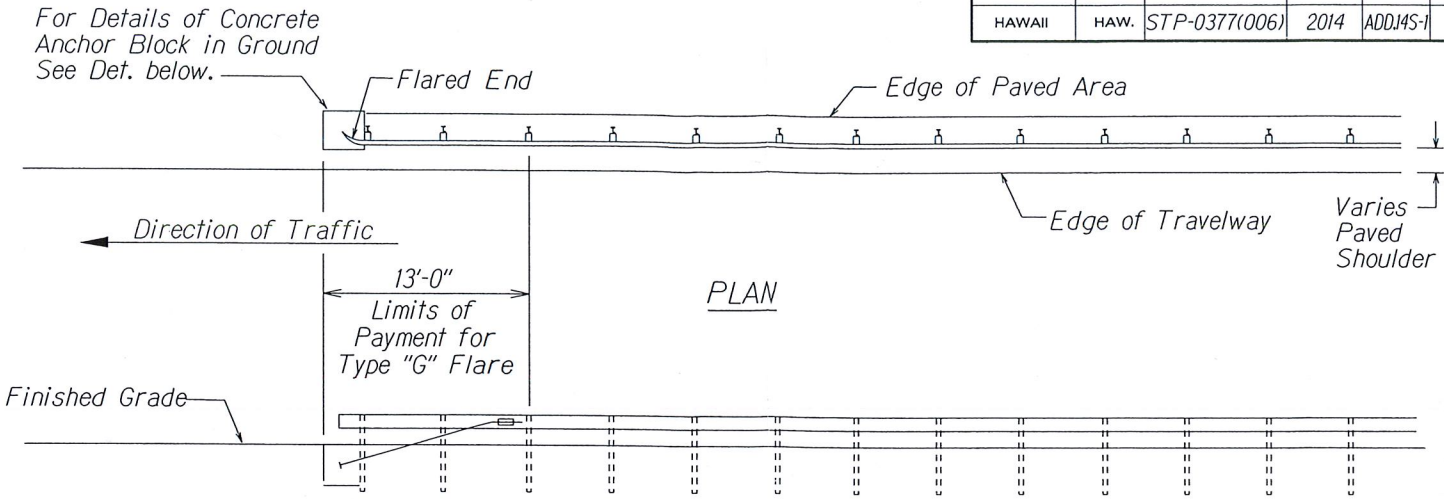 For Details of Concrete
Anchor Block in Ground
See Det. below.
HAWAII HAW. STP-0377(006) 2014 ADD.14S-1
Flared End
Edge of Paved Area
Direction of Traffic
Edge of Travelway
Varies
Paved
Shoulder
13'-0"
Limits of
Payment for
Type "G" Flare
PLAN
Finished Grade